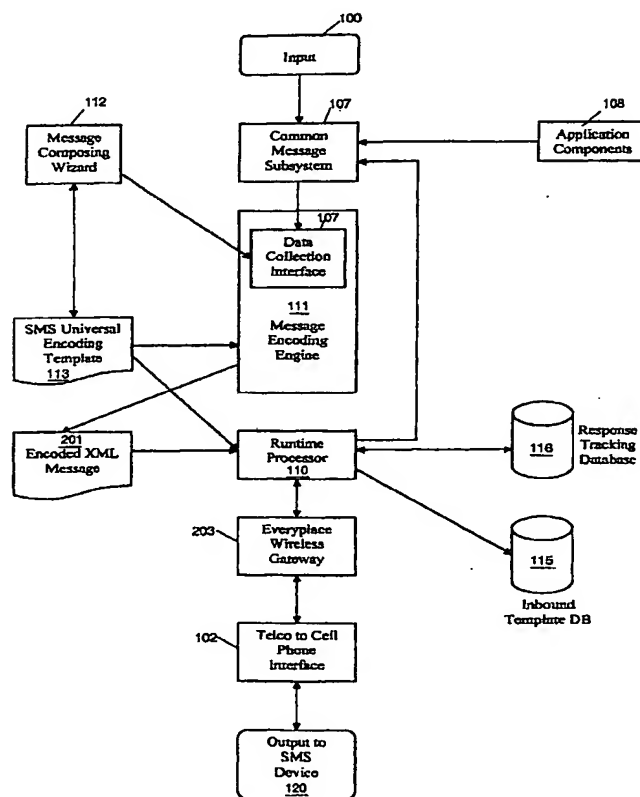 100
Input
112
Message
Composing
Wizard
107
Common
Message
Subsystem
108
Application
Components
107
Data
Collection
Interface
111
Message
Encoding
Engine
SMS Universal
Encoding
Template
113
201
Encoded XML
Message
Runtime
Processor
110
116
Response
Tracking
Database
203
Everyplace
Wireless
Gateway
115
Inbound
Template DB
102
Telco to Cell
Phone
Interface
Output to
SMS
Device
120